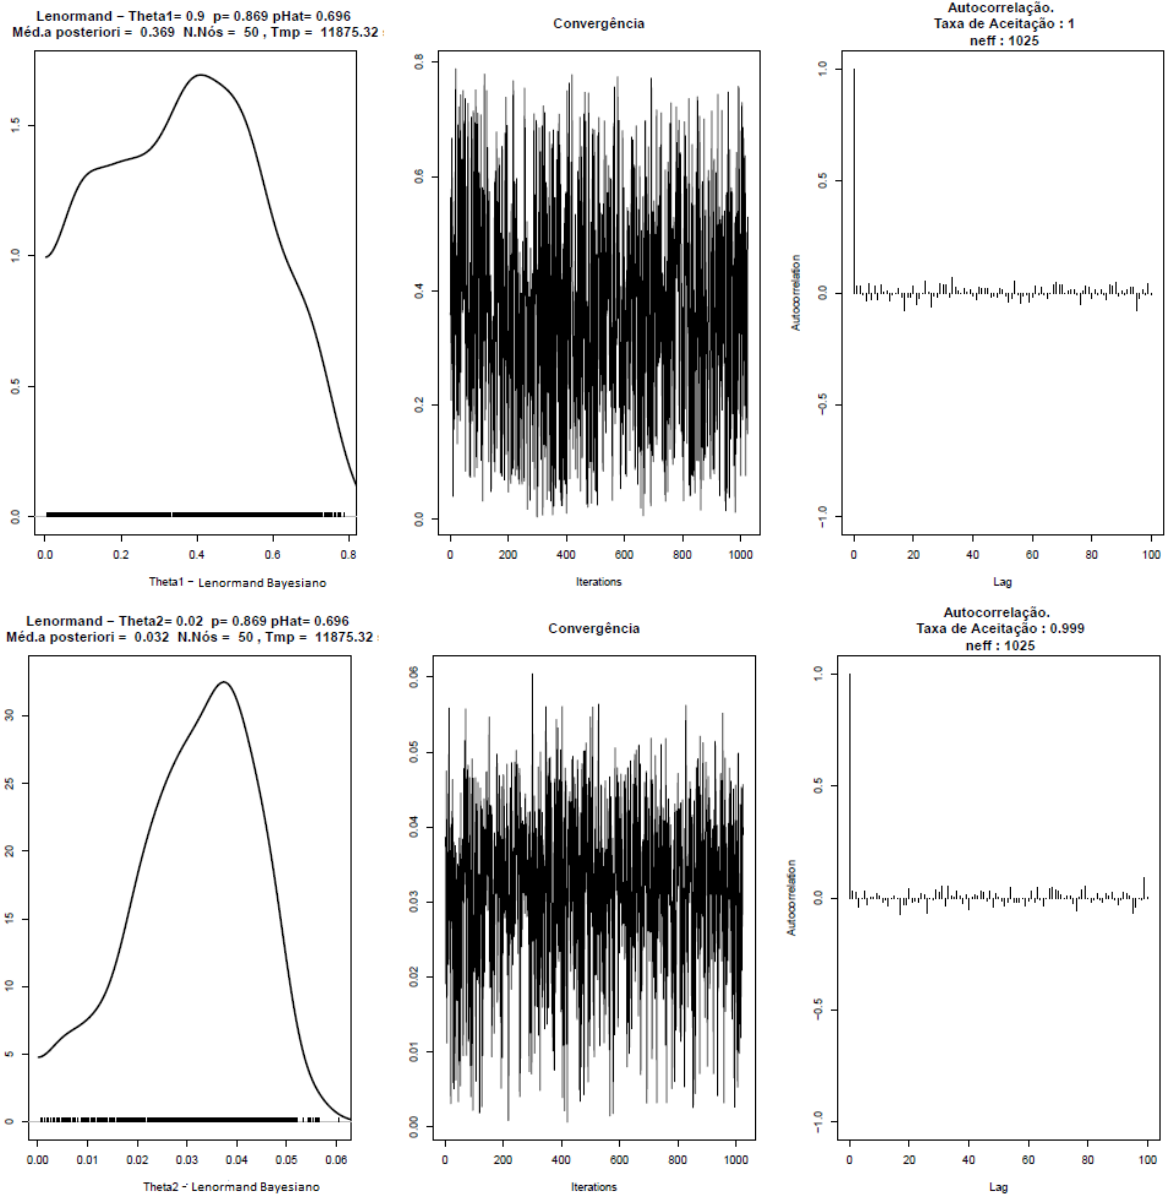 Lenormand – Theta1= 0.9 p= 0.869 pHat= 0.696
Méd.a posteriori = 0.369 N.Nós = 50 , Tmp = 11875.32 :
1.5
1.0
0.5
0.0
0.0 0.2 0.4 0.6 0.8
Theta1 - Lenormand Bayesiano
Convergência
0.8
0.6
0.4
0.2
0.0
0 200 400 600 800 1000
Iterations
Autocorrelação.
Taxa de Aceitação : 1
neff : 1025
Autocorrelation
1.0
0.5
0.0
−0.5
−1.0
0 20 40 60 80 100
Lag
Lenormand – Theta2= 0.02 p= 0.869 pHat= 0.696
Méd.a posteriori = 0.032 N.Nós = 50 , Tmp = 11875.32 :
30
25
20
15
10
5
0
0.00 0.01 0.02 0.03 0.04 0.05 0.06
Theta2 - Lenormand Bayesiano
Convergência
0.06
0.05
0.04
0.03
0.02
0.01
0.00
0 200 400 600 800 1000
Iterations
Autocorrelação.
Taxa de Aceitação : 0.999
neff : 1025
Autocorrelation
1.0
0.5
0.0
−0.5
−1.0
0 20 40 60 80 100
Lag